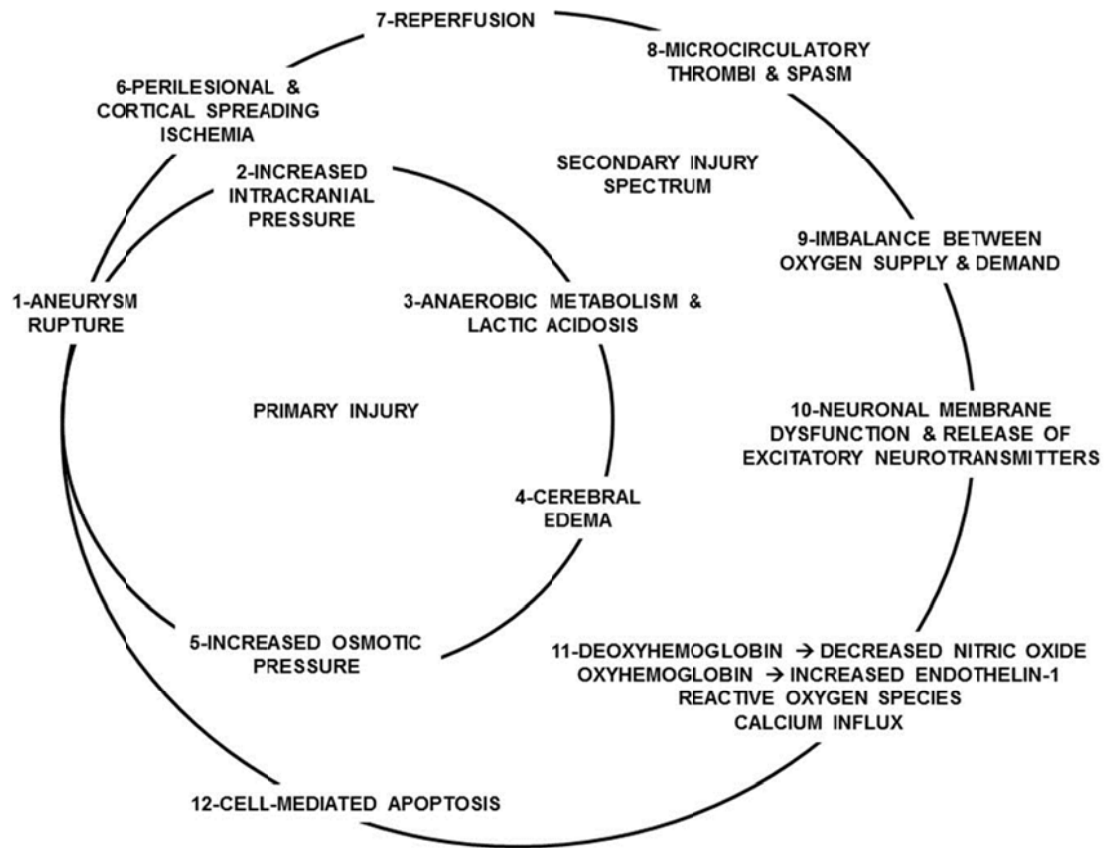 7-REPERFUSION
8-MICROCIRCULATORY
THROMBI & SPASM
6-PERILESIONAL &
CORTICAL SPREADING
ISCHEMIA
SECONDARY INJURY
SPECTRUM
2-INCREASED
INTRACRANIAL
PRESSURE
9-IMBALANCE BETWEEN
OXYGEN SUPPLY & DEMAND
1-ANEURYSM
RUPTURE
3-ANAEROBIC METABOLISM &
LACTIC ACIDOSIS
PRIMARY INJURY
10-NEURONAL MEMBRANE
DYSFUNCTION & RELEASE OF
EXCITATORY NEUROTRANSMITTERS
4-CEREBRAL
EDEMA
5-INCREASED OSMOTIC
PRESSURE
11-DEOXYHEMOGLOBIN → DECREASED NITRIC OXIDE
OXYHEMOGLOBIN → INCREASED ENDOTHELIN-1
REACTIVE OXYGEN SPECIES
CALCIUM INFLUX
12-CELL-MEDIATED APOPTOSIS